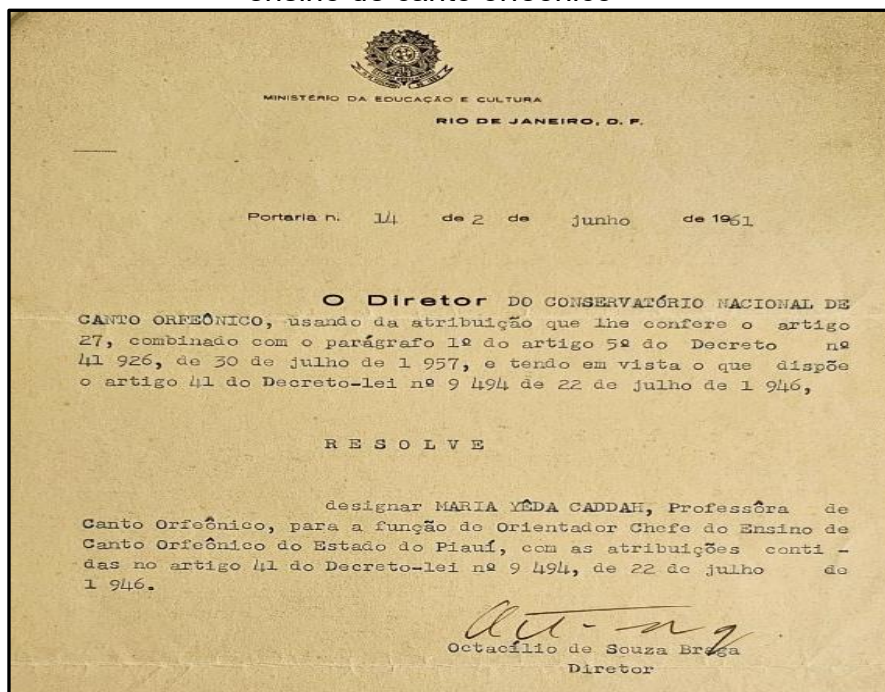 ensino do canto orfeônico
MINISTÉRIO DA EDUCAÇÃO E CULTURA
RIO DE JANEIRO, D. F.
Portaria n. 14 de 2 de junho de 1961
O Diretor DO CONSERVATÓRIO NACIONAL DE
CANTO ORFEÔNICO, usando da atribuição que lhe confere o artigo
27, combinado com o parágrafo 1º do artigo 5º do Decreto nº
41 926, de 30 de julho de 1 957, e tendo em vista o que dispõe
o artigo 41 do Decreto-lei nº 9 494 de 22 de julho de 1 946,
R E S O L V E
designar MARIA YÊDA CADDAH, Professôra de
Canto Orfeônico, para a função de Orientador Chefe do Ensino de
Canto Orfeônico do Estado do Piauí, com as atribuições conti -
das no artigo 41 do Decreto-lei nº 9 494, de 22 de julho de
1 946.
Octacílio de Souza Braga
Diretor